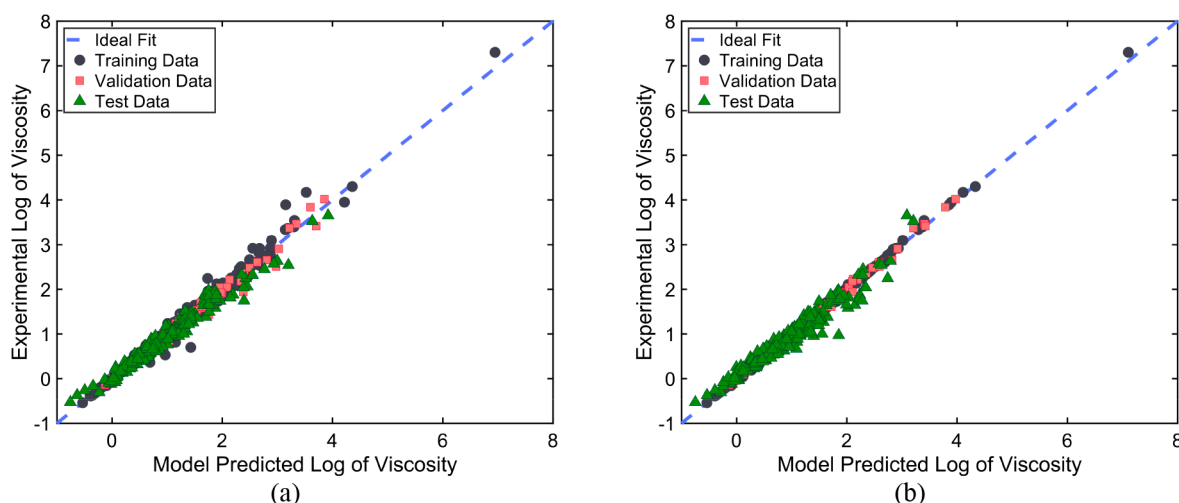 8
7
6
5
4
3
2
1
0
-1
Experimental Log of Viscosity
Ideal Fit
Training Data
Validation Data
Test Data
0 2 4 6 8
Model Predicted Log of Viscosity
(a)
8
7
6
5
4
3
2
1
0
-1
Experimental Log of Viscosity
Ideal Fit
Training Data
Validation Data
Test Data
0 2 4 6 8
Model Predicted Log of Viscosity
(b)